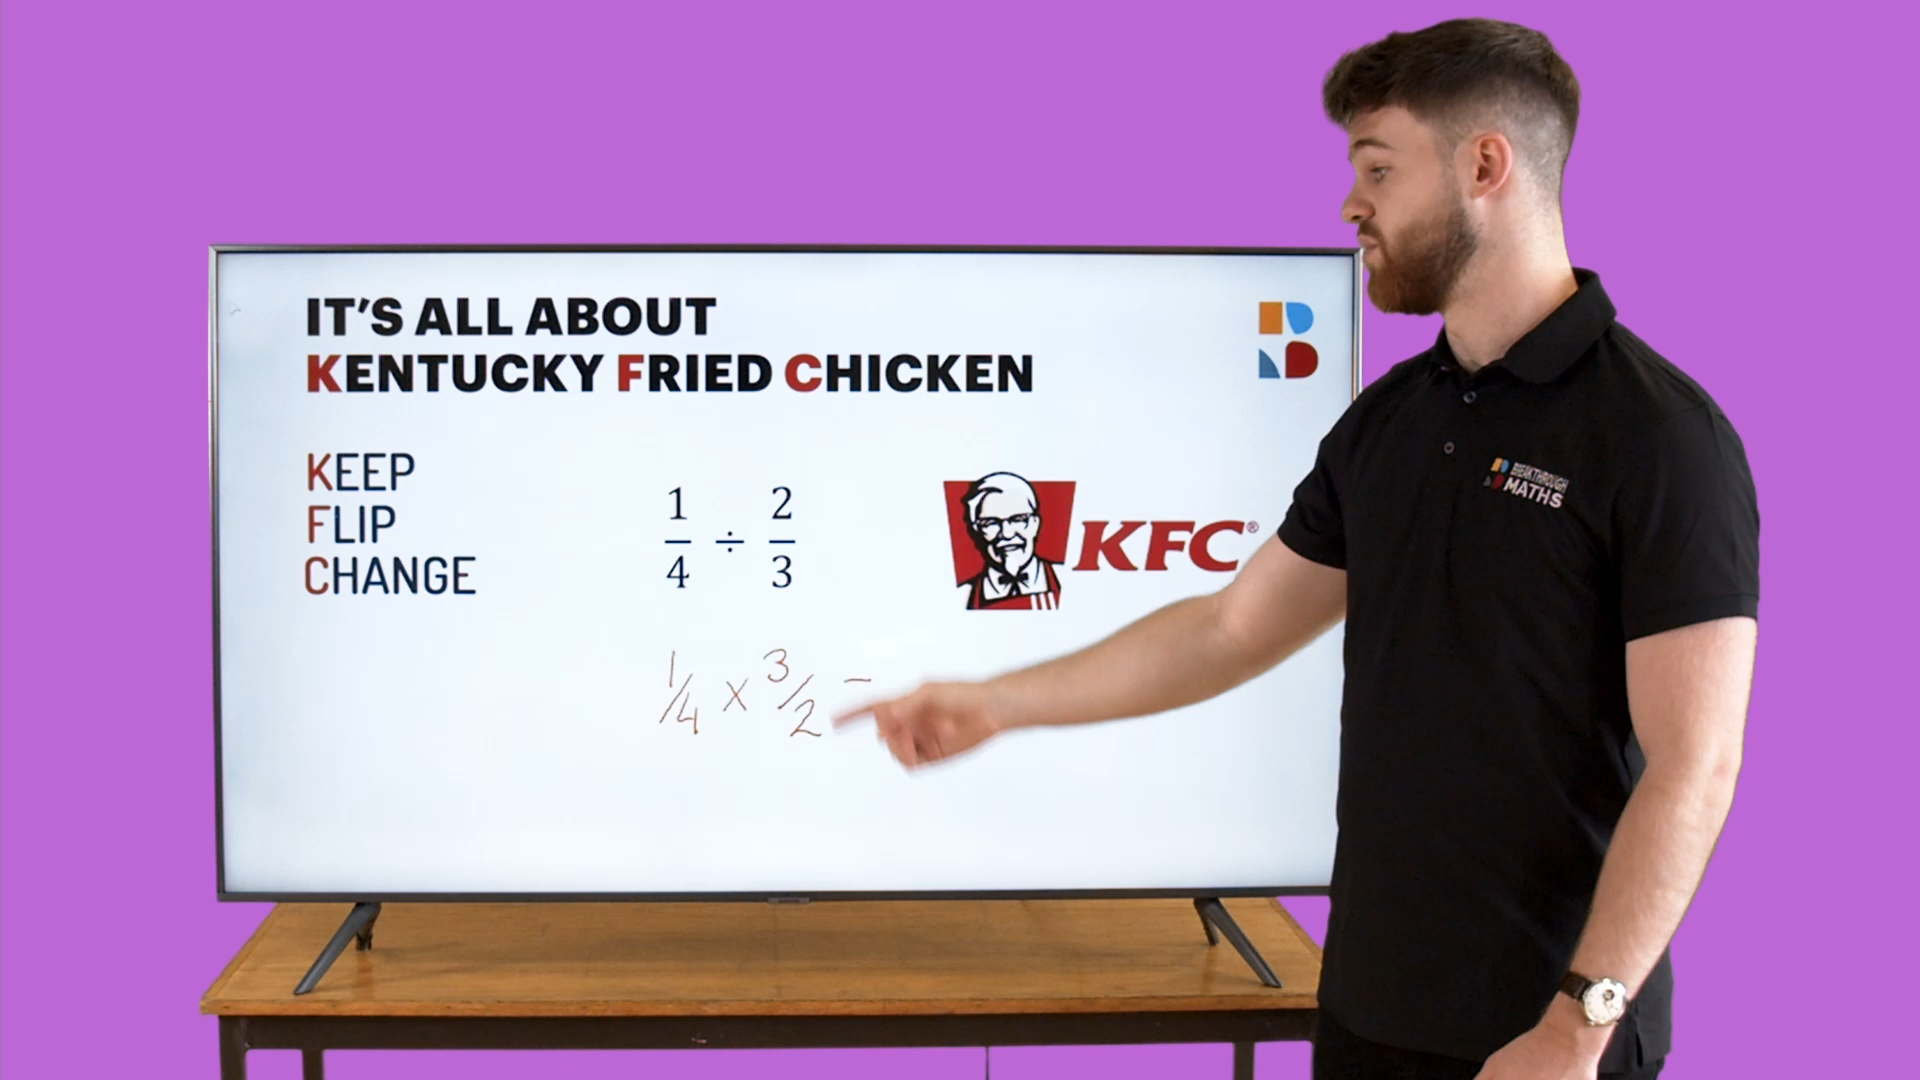 IT'S ALL ABOUT
KENTUCKY FRIED CHICKEN
KEEP
FLIP
CHANGE
1/4 ÷ 2/3
KFC®
1/4 x 3/2 =
BREAKTHROUGH
MATHS